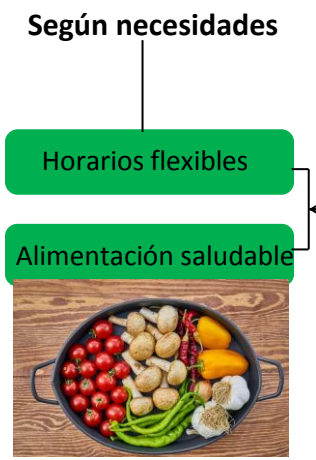 Según necesidades
Horarios flexibles
Alimentación saludable